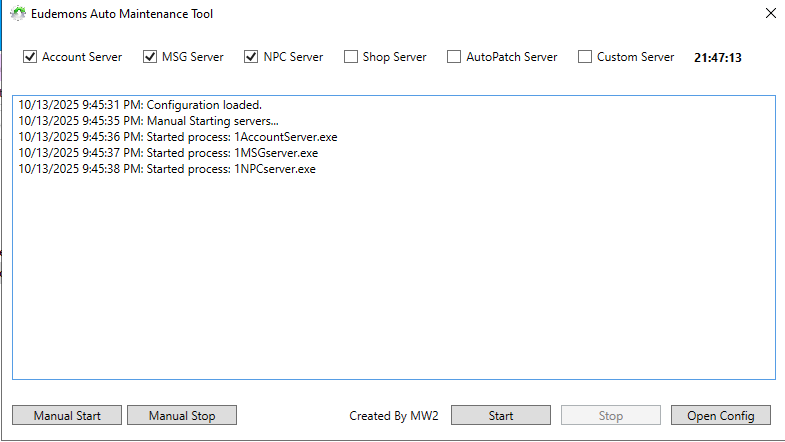 Eudemons Auto Maintenance Tool
Account Server MSG Server NPC Server Shop Server AutoPatch Server Custom Server 21:47:13
10/13/2025 9:45:31 PM: Configuration loaded.
10/13/2025 9:45:35 PM: Manual Starting servers...
10/13/2025 9:45:36 PM: Started process: 1AccountServer.exe
10/13/2025 9:45:37 PM: Started process: 1MSGserver.exe
10/13/2025 9:45:38 PM: Started process: 1NPCserver.exe
Manual Start Manual Stop Created By MW2 Start Stop Open Config